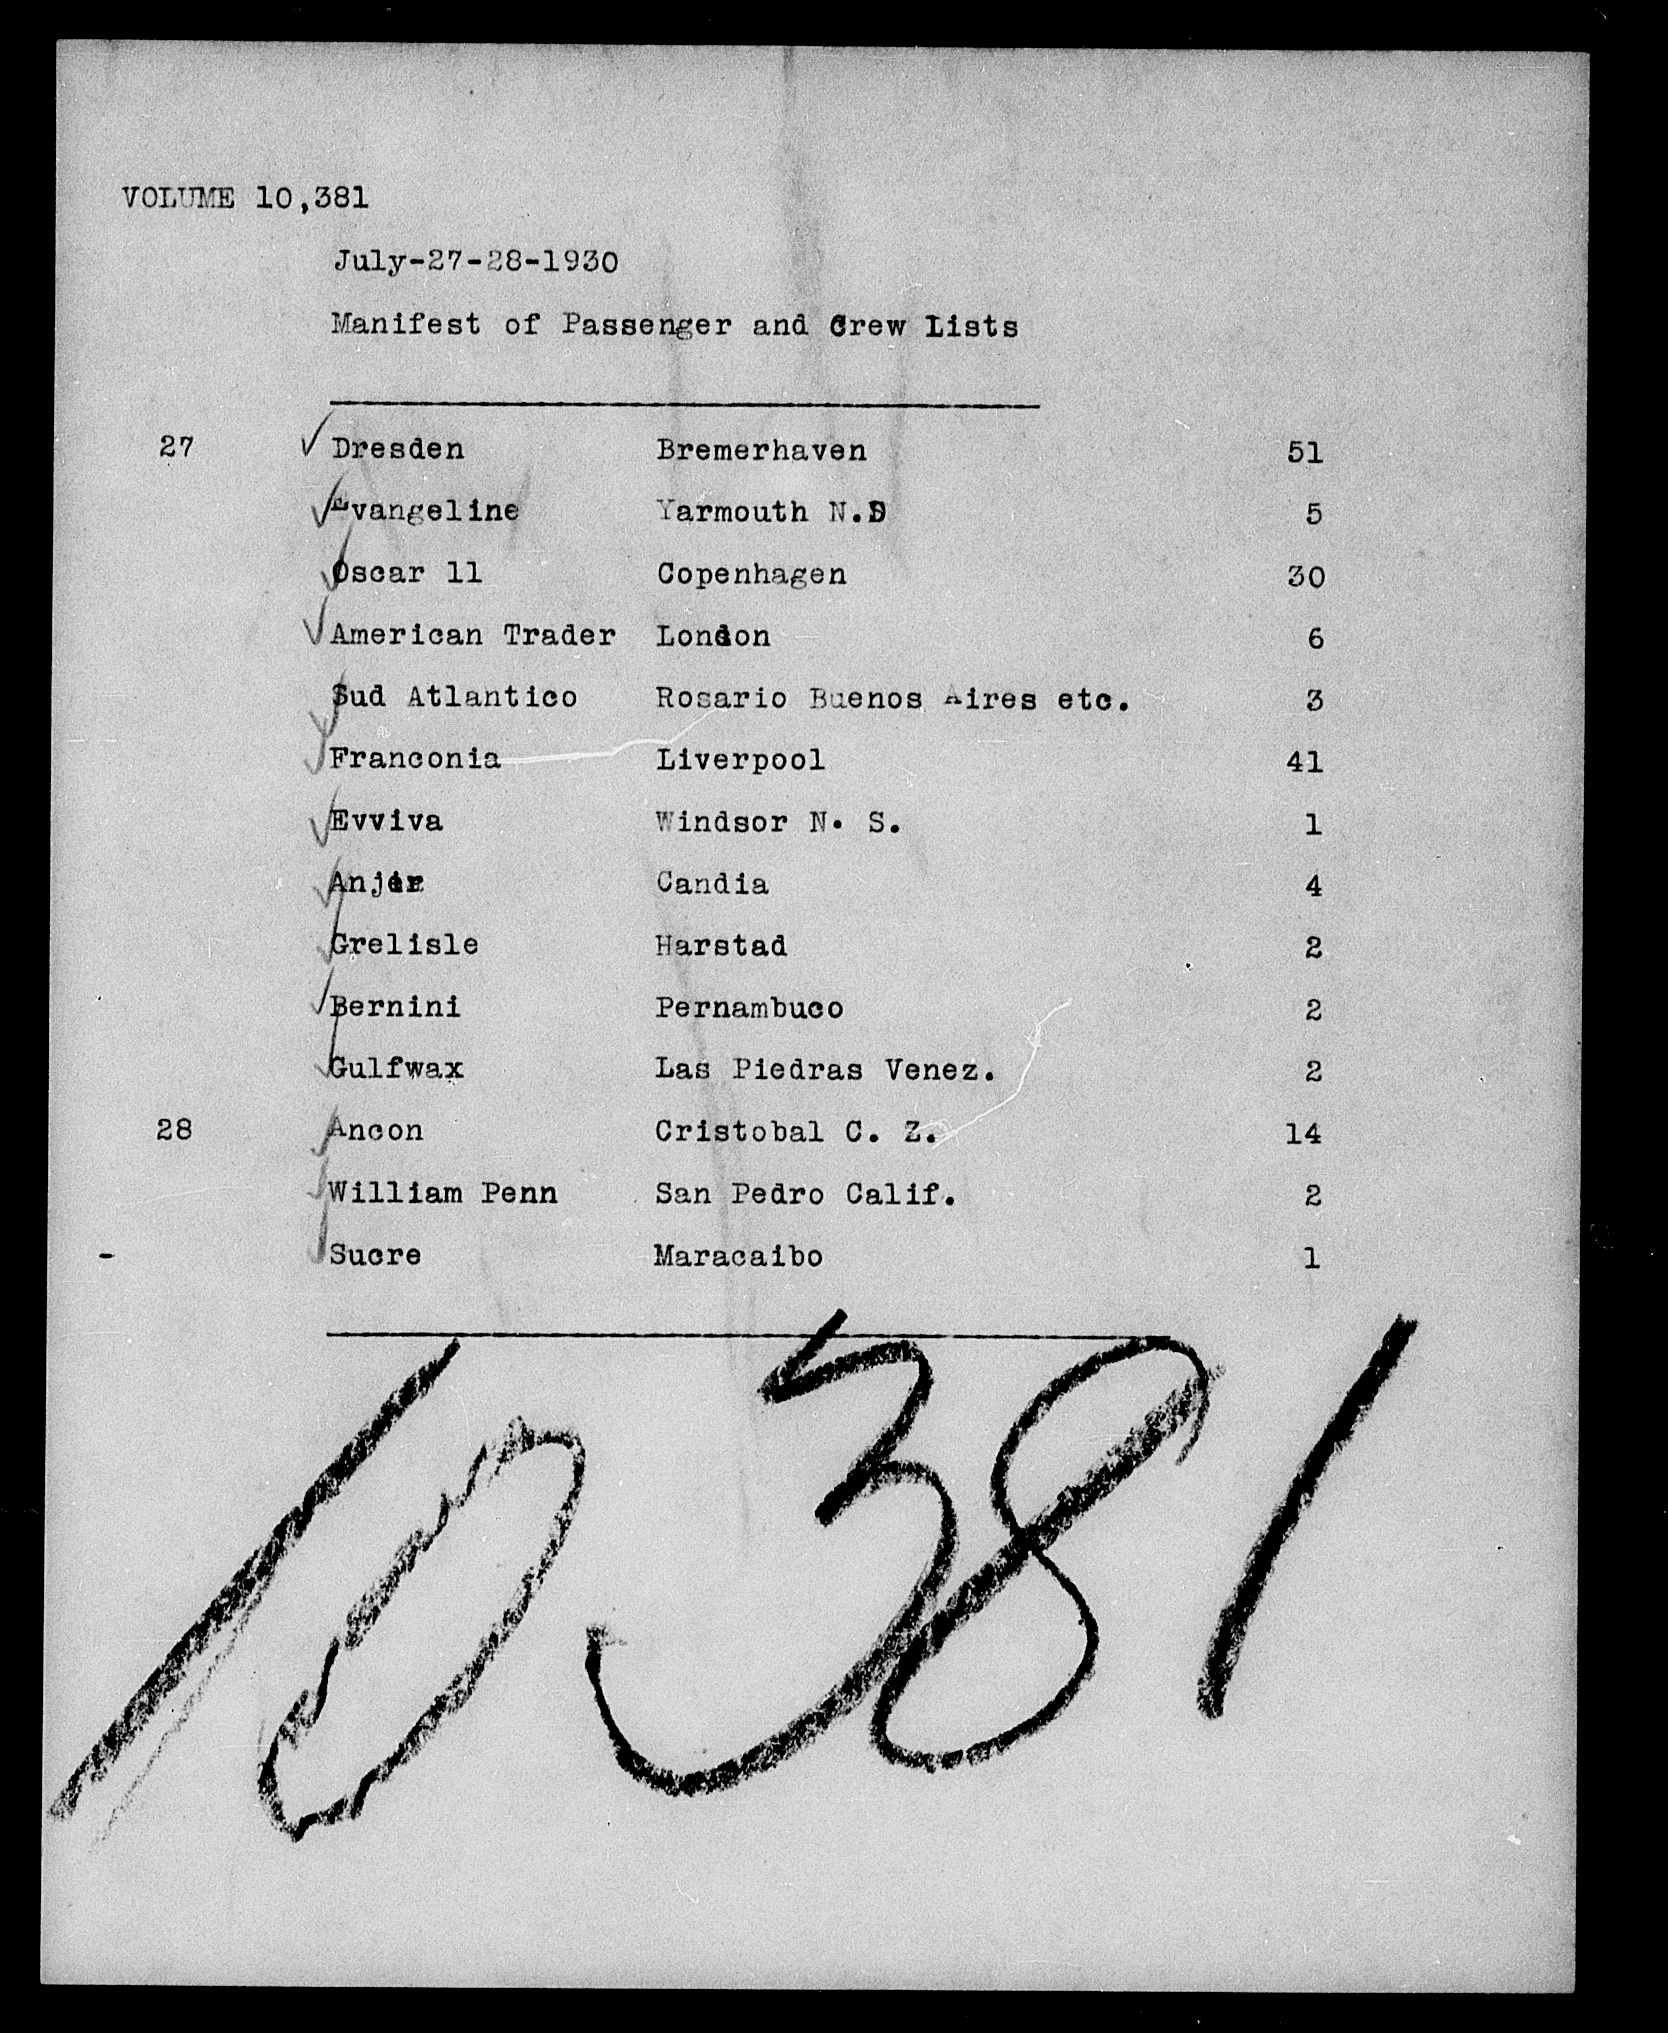 VOLUME 10,381
July-27-28-1930
Manifest of Passenger and Crew Lists
27 Dresden Bremerhaven 51
Evangeline Yarmouth N.S 5
Oscar 11 Copenhagen 30
American Trader London 6
Sud Atlantico Rosario Buenos Aires etc. 3
Franconia Liverpool 41
Evviva Windsor N. S. 1
Anjer Candia 4
Grelisle Harstad 2
Bernini Pernambuco 2
Gulfwax Las Piedras Venez. 2
28 Ancon Cristobal C. Z. 14
William Penn San Pedro Calif. 2
- Sucre Maracaibo 1
10381